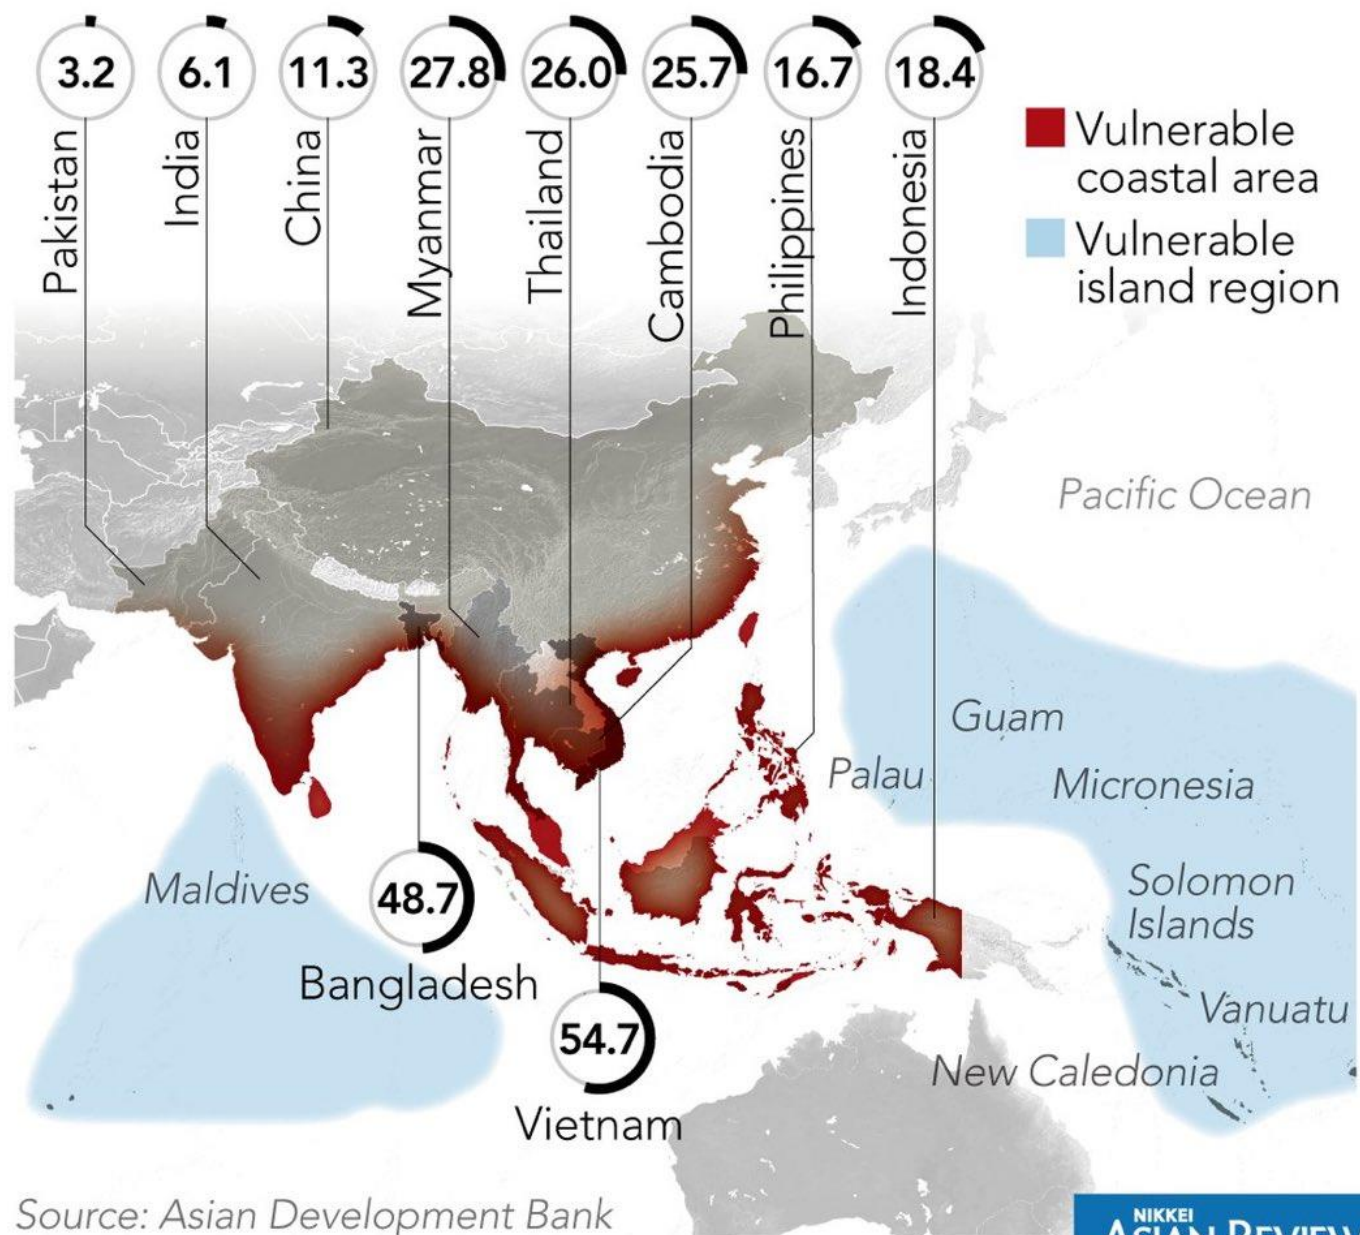 3.2
6.1
11.3
27.8
26.0
25.7
16.7
18.4
Pakistan
India
China
Myanmar
Thailand
Cambodia
Philippines
Indonesia
Vulnerable
coastal area
Vulnerable
island region
Pacific Ocean
Guam
Palau
Micronesia
Maldives
48.7
Bangladesh
Solomon
Islands
Vanuatu
54.7
Vietnam
New Caledonia
Source: Asian Development Bank
NIKKEI
ASIAN REVIEW